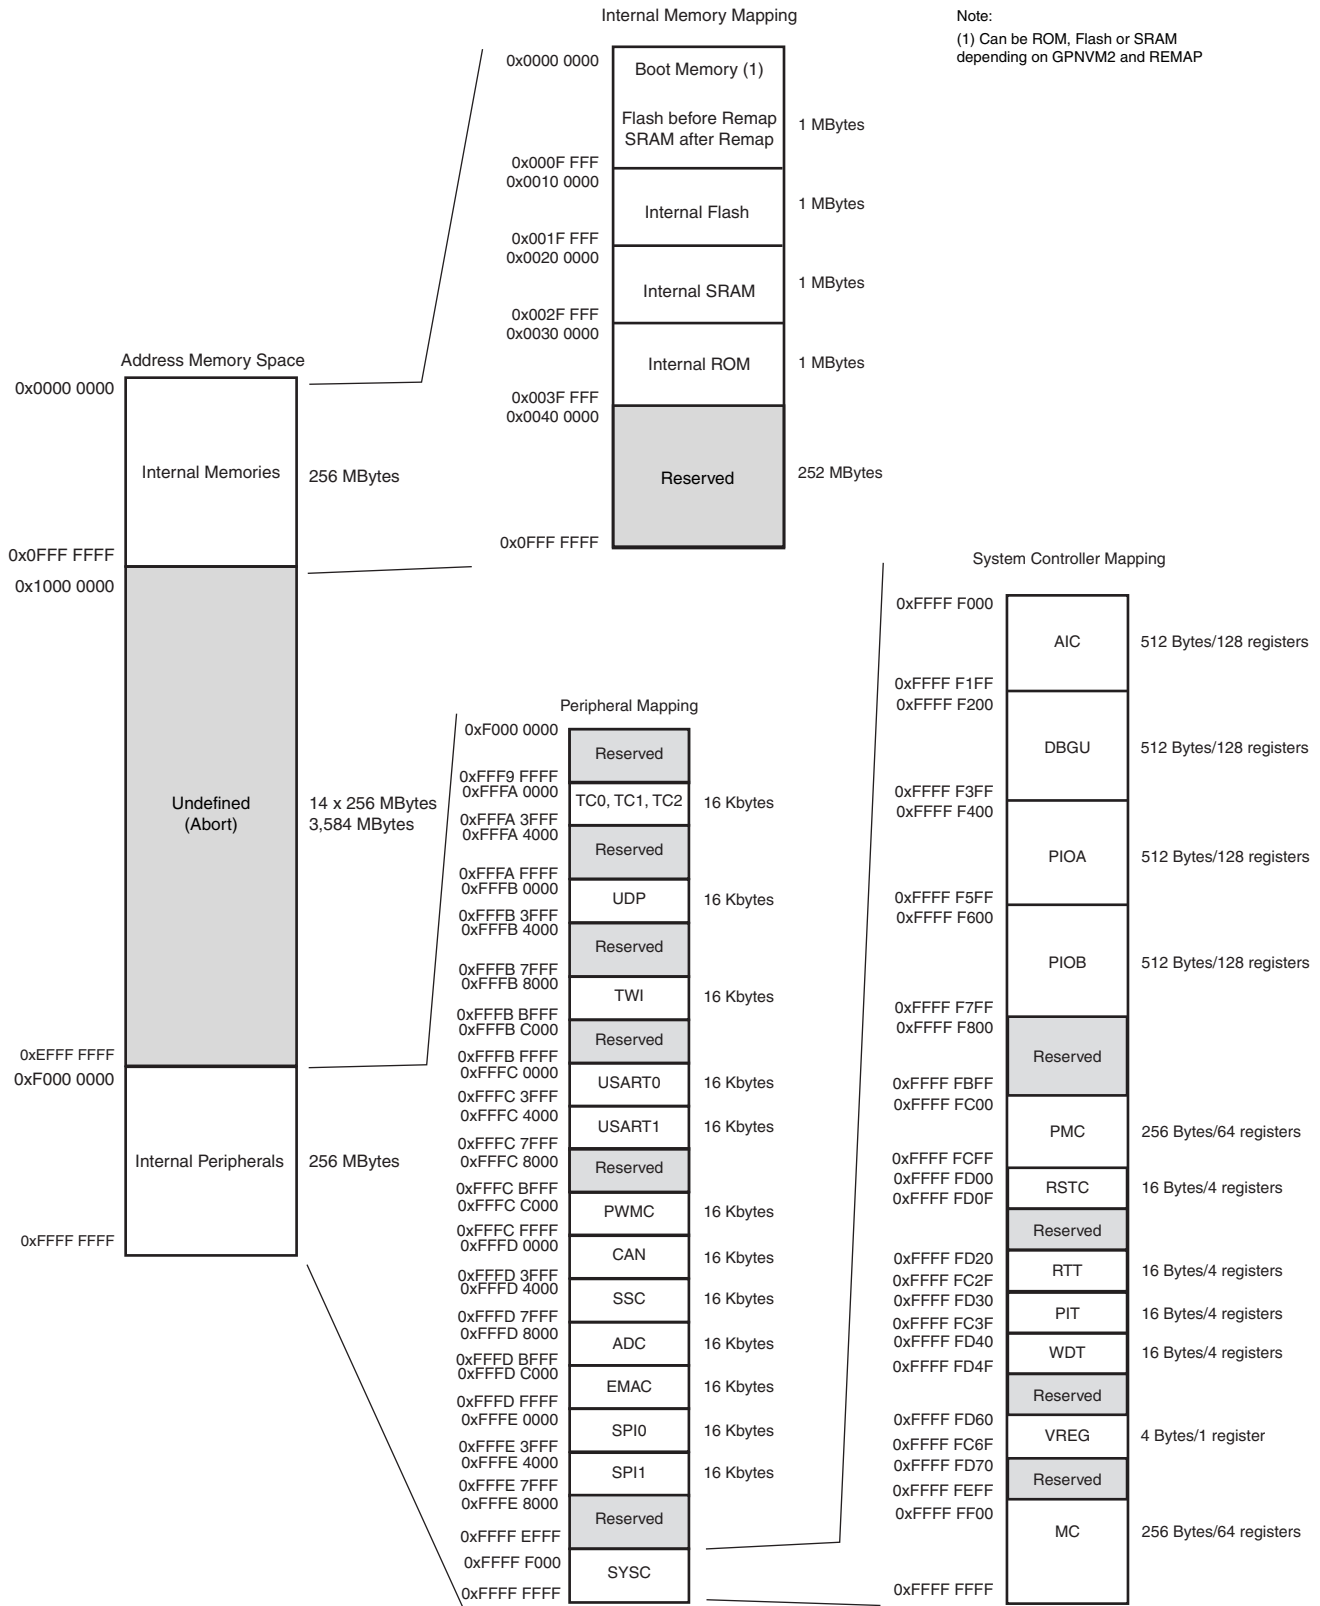 Internal Memory Mapping
Note:
(1) Can be ROM, Flash or SRAM
depending on GPNVM2 and REMAP
0x0000 0000
Boot Memory (1)
Flash before Remap
SRAM after Remap
1 MBytes
0x000F FFF
0x0010 0000
Internal Flash
1 MBytes
0x001F FFF
0x0020 0000
Internal SRAM
1 MBytes
0x002F FFF
0x0030 0000
Internal ROM
1 MBytes
0x003F FFF
0x0040 0000
Reserved
252 MBytes
0x0FFF FFFF
Address Memory Space
0x0000 0000
Internal Memories
256 MBytes
0x0FFF FFFF
0x1000 0000
Undefined
(Abort)
14 x 256 MBytes
3,584 MBytes
0xEFFF FFFF
0xF000 0000
Internal Peripherals
256 MBytes
0xFFFF FFFF
Peripheral Mapping
0xF000 0000
Reserved
0xFFF9 FFFF
0xFFFA 0000
TC0, TC1, TC2
16 Kbytes
0xFFFA 3FFF
0xFFFA 4000
Reserved
0xFFFA FFFF
0xFFFB 0000
UDP
16 Kbytes
0xFFFB 3FFF
0xFFFB 4000
Reserved
0xFFFB 7FFF
0xFFFB 8000
TWI
16 Kbytes
0xFFFB BFFF
0xFFFB C000
Reserved
0xFFFB FFFF
0xFFFC 0000
USART0
16 Kbytes
0xFFFC 3FFF
0xFFFC 4000
USART1
16 Kbytes
0xFFFC 7FFF
0xFFFC 8000
Reserved
0xFFFC BFFF
0xFFFC C000
PWMC
16 Kbytes
0xFFFC FFFF
0xFFFD 0000
CAN
16 Kbytes
0xFFFD 3FFF
0xFFFD 4000
SSC
16 Kbytes
0xFFFD 7FFF
0xFFFD 8000
ADC
16 Kbytes
0xFFFD BFFF
0xFFFD C000
EMAC
16 Kbytes
0xFFFD FFFF
0xFFFE 0000
SPI0
16 Kbytes
0xFFFE 3FFF
0xFFFE 4000
SPI1
16 Kbytes
0xFFFE 7FFF
0xFFFE 8000
Reserved
0xFFFF EFFF
0xFFFF F000
SYSC
0xFFFF FFFF
System Controller Mapping
0xFFFF F000
AIC
512 Bytes/128 registers
0xFFFF F1FF
0xFFFF F200
DBGU
512 Bytes/128 registers
0xFFFF F3FF
0xFFFF F400
PIOA
512 Bytes/128 registers
0xFFFF F5FF
0xFFFF F600
PIOB
512 Bytes/128 registers
0xFFFF F7FF
0xFFFF F800
Reserved
0xFFFF FBFF
0xFFFF FC00
PMC
256 Bytes/64 registers
0xFFFF FCFF
0xFFFF FD00
RSTC
16 Bytes/4 registers
0xFFFF FD0F
Reserved
0xFFFF FD20
RTT
16 Bytes/4 registers
0xFFFF FC2F
0xFFFF FD30
PIT
16 Bytes/4 registers
0xFFFF FC3F
0xFFFF FD40
WDT
16 Bytes/4 registers
0xFFFF FD4F
Reserved
0xFFFF FD60
VREG
4 Bytes/1 register
0xFFFF FC6F
0xFFFF FD70
Reserved
0xFFFF FEFF
0xFFFF FF00
MC
256 Bytes/64 registers
0xFFFF FFFF